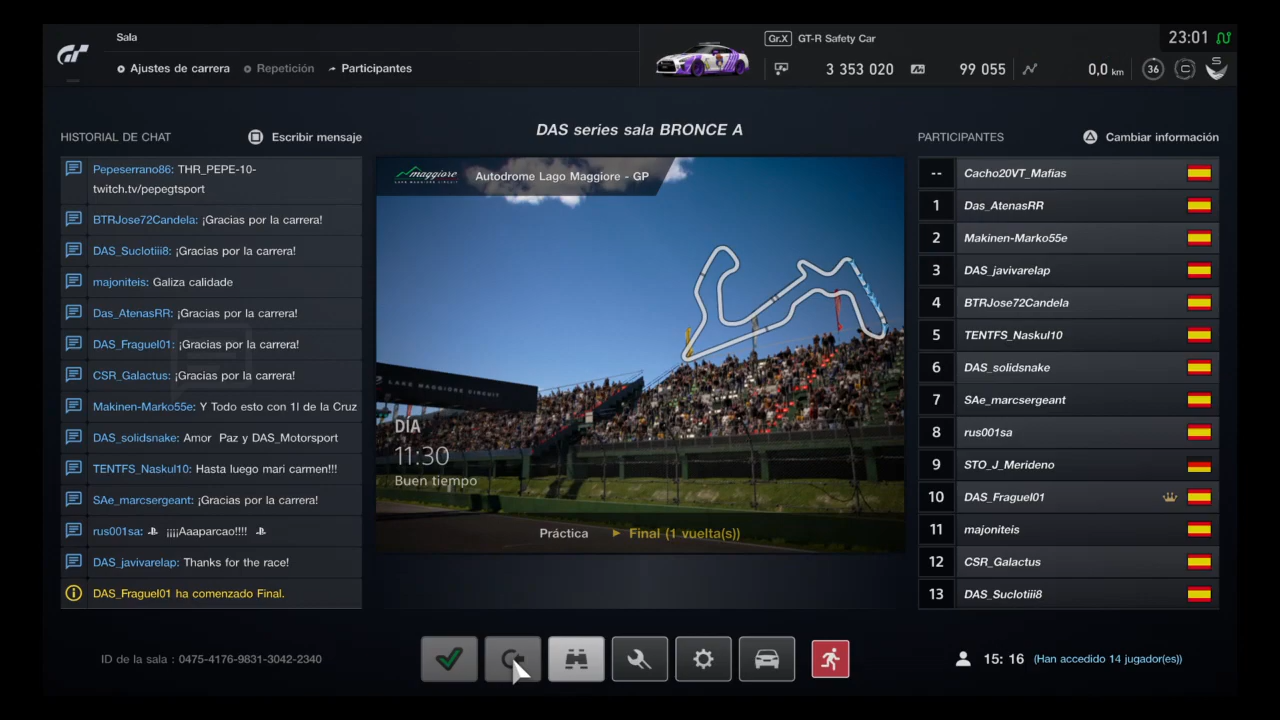 Sala
Ajustes de carrera
Repetición
Participantes
Gr.X GT-R Safety Car
23:01
3 353 020
99 055
0,0 km
36
C
S
HISTORIAL DE CHAT
Escribir mensaje
DAS series sala BRONCE A
PARTICIPANTES
Cambiar información
Pepeserrano86: THR_PEPE-10-
twitch.tv/pepegtsport
BTRJose72Candela: ¡Gracias por la carrera!
DAS_Suclotiii8: ¡Gracias por la carrera!
majoniteis: Galiza calidade
Das_AtenasRR: ¡Gracias por la carrera!
DAS_Fraguel01: ¡Gracias por la carrera!
CSR_Galactus: ¡Gracias por la carrera!
Makinen-Marko55e: Y Todo esto con 1l de la Cruz
DAS_solidsnake: Amor Paz y DAS_Motorsport
TENTFS_Naskul10: Hasta luego mari carmen!!!
SAe_marcsergeant: ¡Gracias por la carrera!
rus001sa: ¡¡¡¡Aaaparcao!!!!
DAS_javivarelap: Thanks for the race!
DAS_Fraguel01 ha comenzado Final.
maggiore
LAKE MAGGIORE CIRCUIT
Autodrome Lago Maggiore - GP
LAKE MAGGIORE CIRCUIT
DÍA
11:30
Buen tiempo
Práctica
Final (1 vuelta(s))
-- Cacho20VT_Mafias
1 Das_AtenasRR
2 Makinen-Marko55e
3 DAS_javivarelap
4 BTRJose72Candela
5 TENTFS_Naskul10
6 DAS_solidsnake
7 SAe_marcsergeant
8 rus001sa
9 STO_J_Merideno
10 DAS_Fraguel01
11 majoniteis
12 CSR_Galactus
13 DAS_Suclotiii8
ID de la sala : 0475-4176-9831-3042-2340
15: 16 (Han accedido 14 jugador(es))